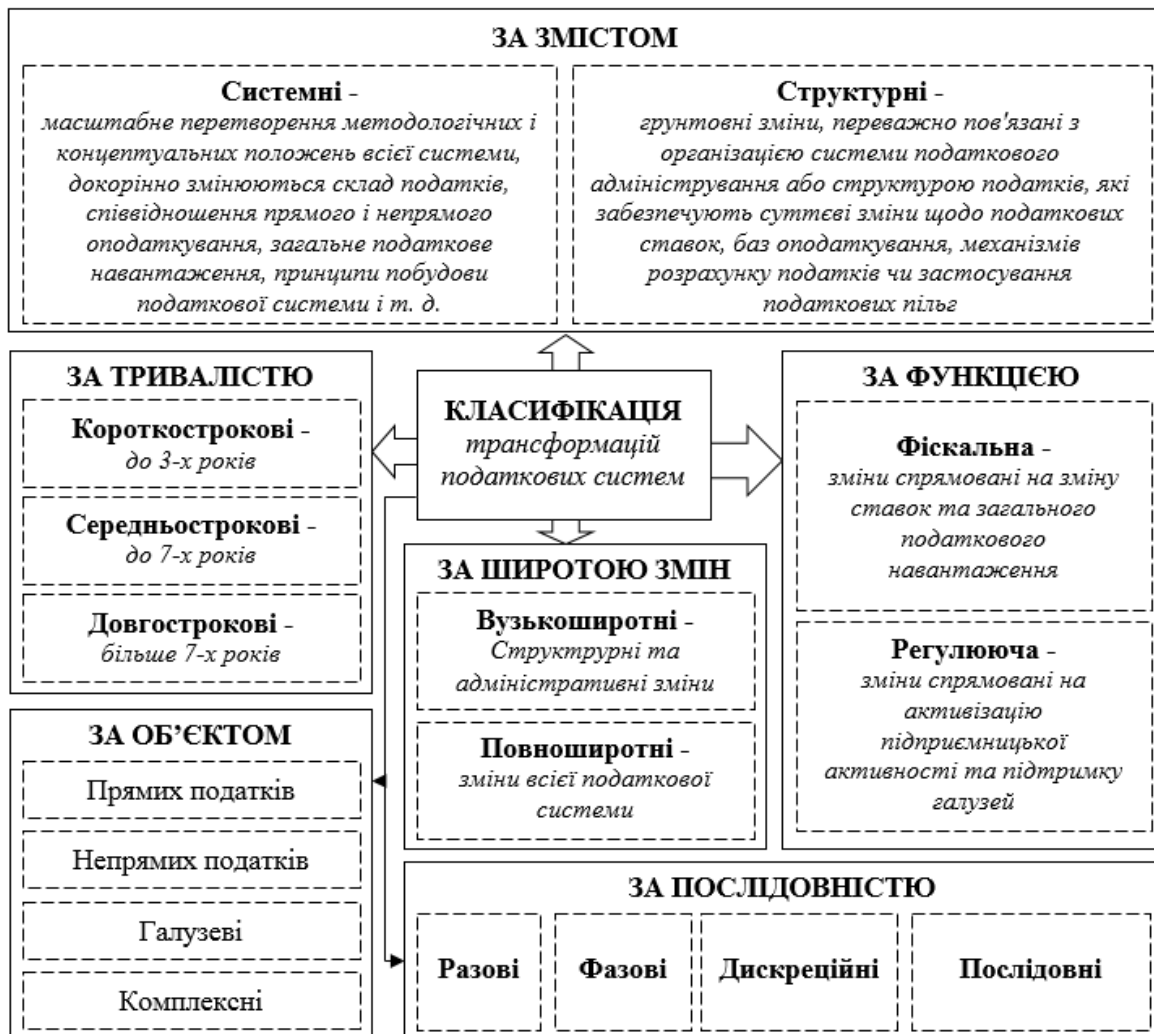 ЗА ЗМІСТОМ
Системні -
масштабне перетворення методологічних і
концептуальних положень всієї системи,
докорінно змінюються склад податків,
співвідношення прямого і непрямого
оподаткування, загальне податкове
навантаження, принципи побудови
податкової системи і т. д.
Структурні -
грунтовні зміни, переважно пов'язані з
організацією системи податкового
адміністрування або структурою податків, які
забезпечують суттєві зміни щодо податкових
ставок, баз оподаткування, механізмів
розрахунку податків чи застосування
податкових пільг
ЗА ТРИВАЛІСТЮ
Короткострокові -
до 3-х років
Середньострокові -
до 7-х років
Довгострокові -
більше 7-х років
КЛАСИФІКАЦІЯ
трансформацій
податкових систем
ЗА ФУНКЦІЄЮ
Фіскальна -
зміни спрямовані на зміну
ставок та загального
податкового
навантаження
Регулююча -
зміни спрямовані на
активізацію
підприємницької
активності та підтримку
галузей
ЗА ШИРОТОЮ ЗМІН
Вузькоширотні -
Структрурні та
адміністративні зміни
Повноширотні -
зміни всієї податкової
системи
ЗА ОБ’ЄКТОМ
Прямих податків
Непрямих податків
Галузеві
Комплексні
ЗА ПОСЛІДОВНІСТЮ
Разові
Фазові
Дискреційні
Послідовні